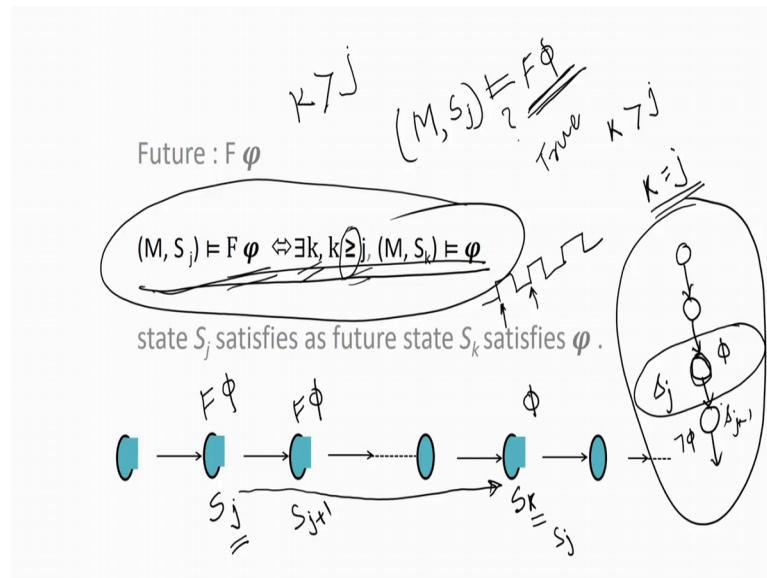 K > j
(M, Sj) ⊨ Fϕ
?
True
K > j
K = j
Future : F φ
(M, S j) ⊨ F φ ⇔∃k, k ≥ j, (M, Sk) ⊨ φ
state Sj satisfies as future state Sk satisfies φ .
ϕ
Sj
¬ϕ
Sj+1
Fϕ Fϕ ϕ
Sj Sj+1 Sk
Sj